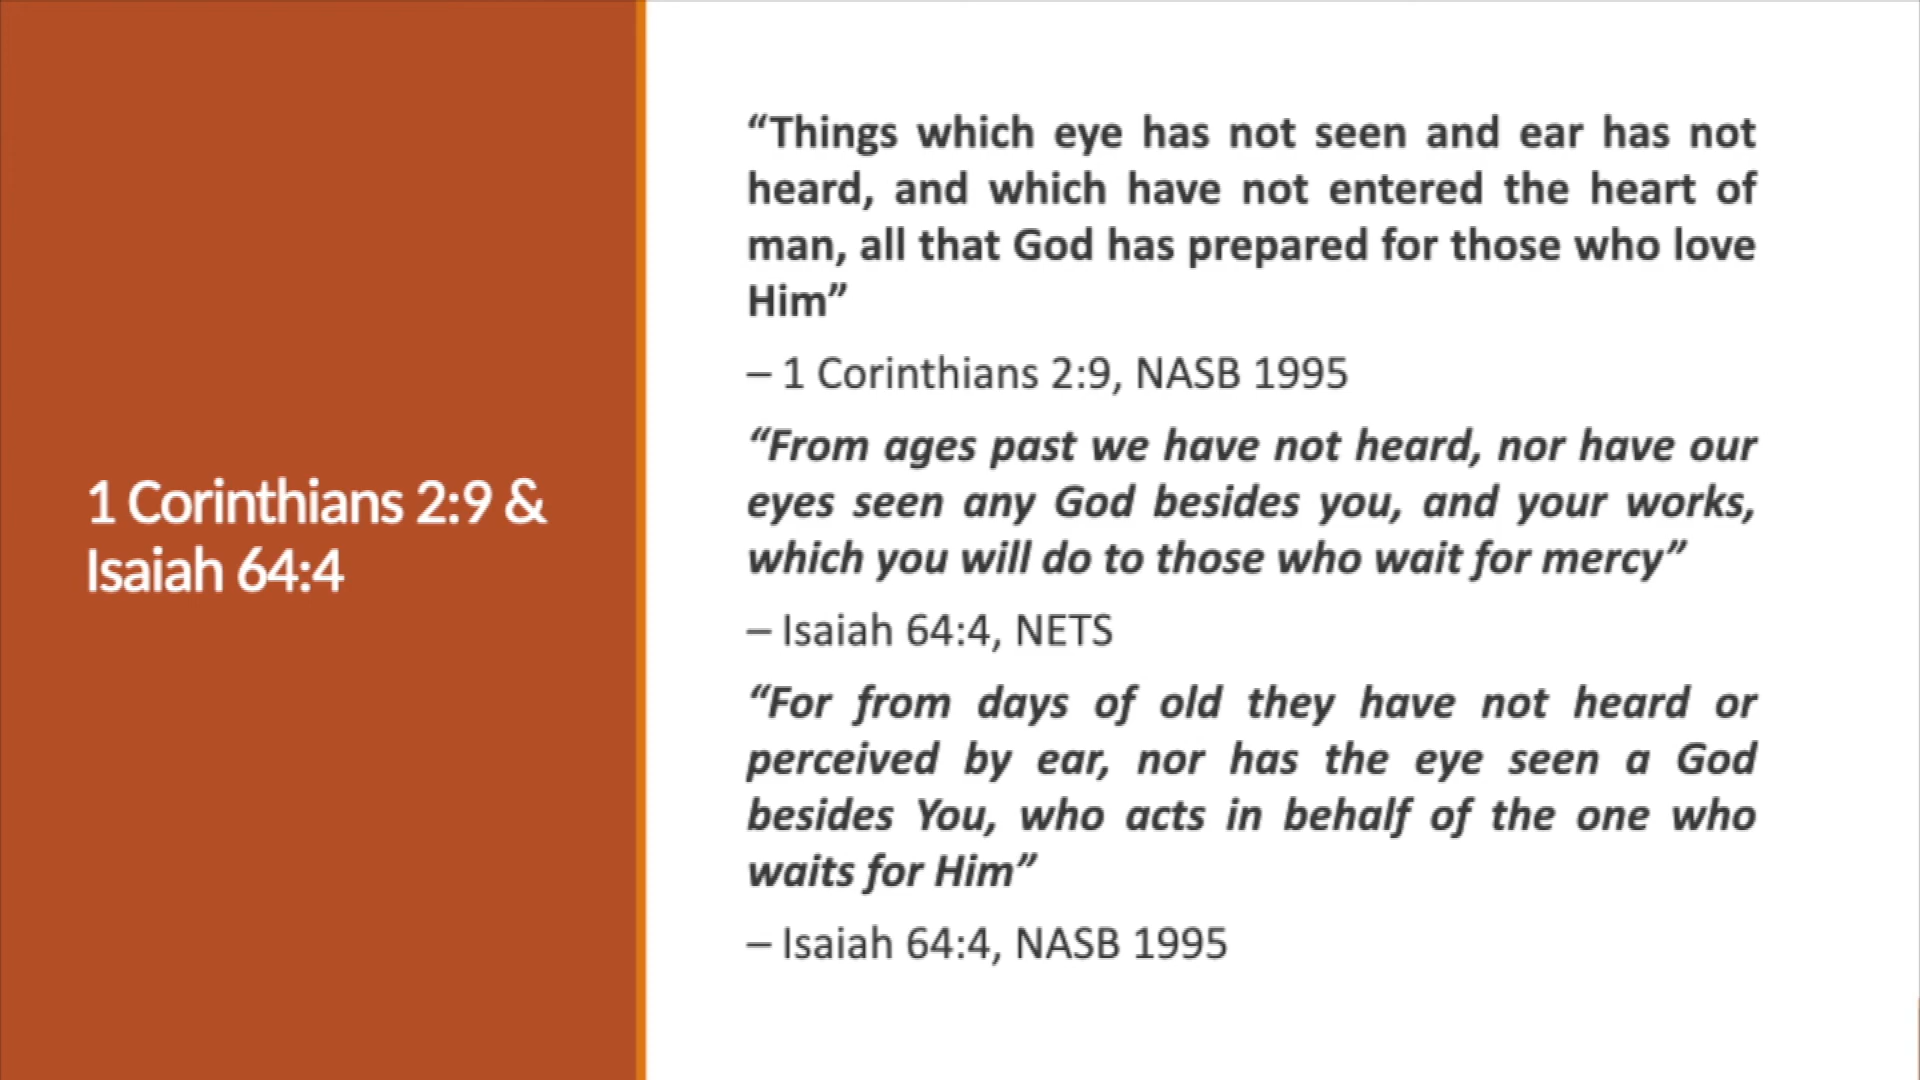 1 Corinthians 2:9 &
Isaiah 64:4
“Things which eye has not seen and ear has not
heard, and which have not entered the heart of
man, all that God has prepared for those who love
Him”
– 1 Corinthians 2:9, NASB 1995
“From ages past we have not heard, nor have our
eyes seen any God besides you, and your works,
which you will do to those who wait for mercy”
– Isaiah 64:4, NETS
“For from days of old they have not heard or
perceived by ear, nor has the eye seen a God
besides You, who acts in behalf of the one who
waits for Him”
– Isaiah 64:4, NASB 1995